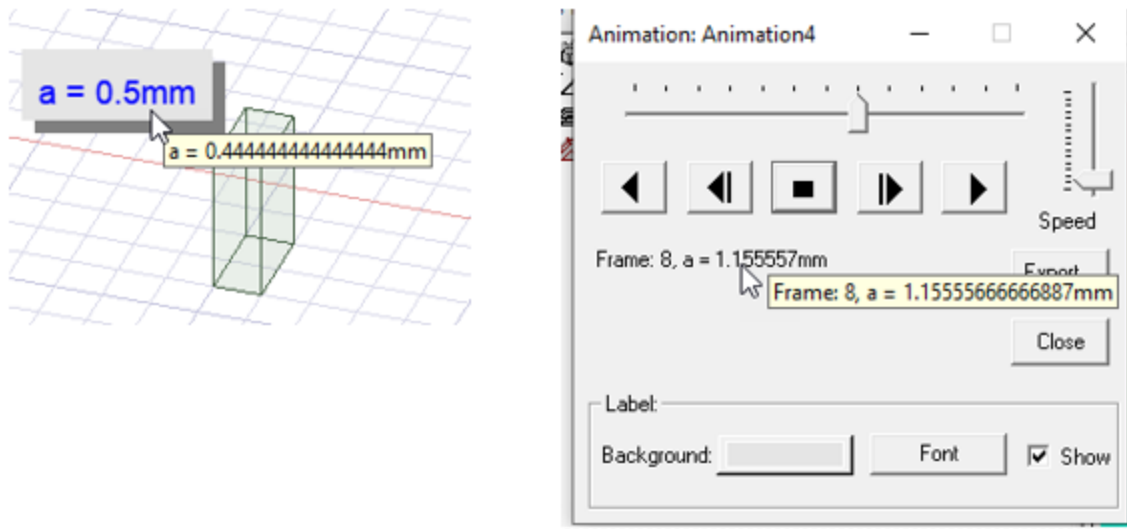 a = 0.5mm
a = 0.444444444444444mm
Animation: Animation4
Speed
Frame: 8, a = 1.155557mm
Export
Frame: 8, a = 1.15555666666887mm
Close
Label:
Background:
Font
Show